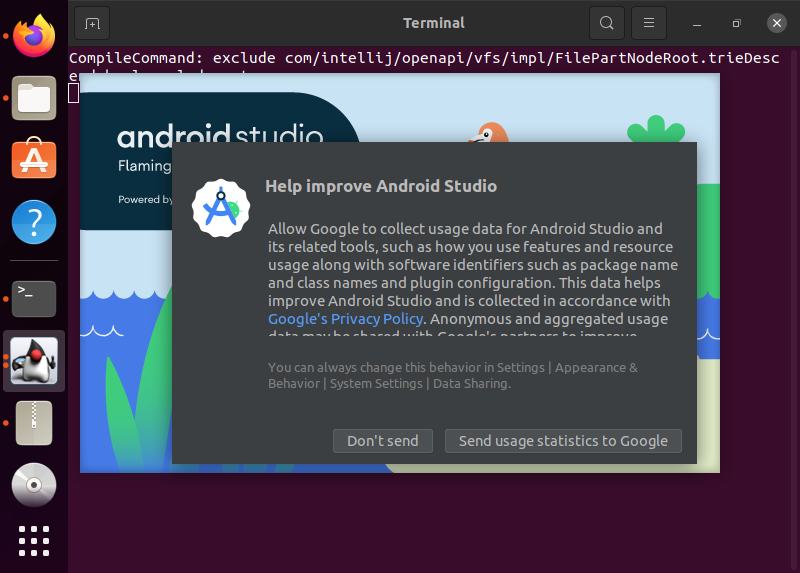 Terminal
CompileCommand: exclude com/intellij/openapi/vfs/impl/FilePartNodeRoot.trieDesc
android studio
Flaming
Powered by
Help improve Android Studio
Allow Google to collect usage data for Android Studio and
its related tools, such as how you use features and resource
usage along with software identifiers such as package name
and class names and plugin configuration. This data helps
improve Android Studio and is collected in accordance with
Google's Privacy Policy. Anonymous and aggregated usage
data may be shared with Google's partners to improve
You can always change this behavior in Settings | Appearance &
Behavior | System Settings | Data Sharing.
Don't send
Send usage statistics to Google